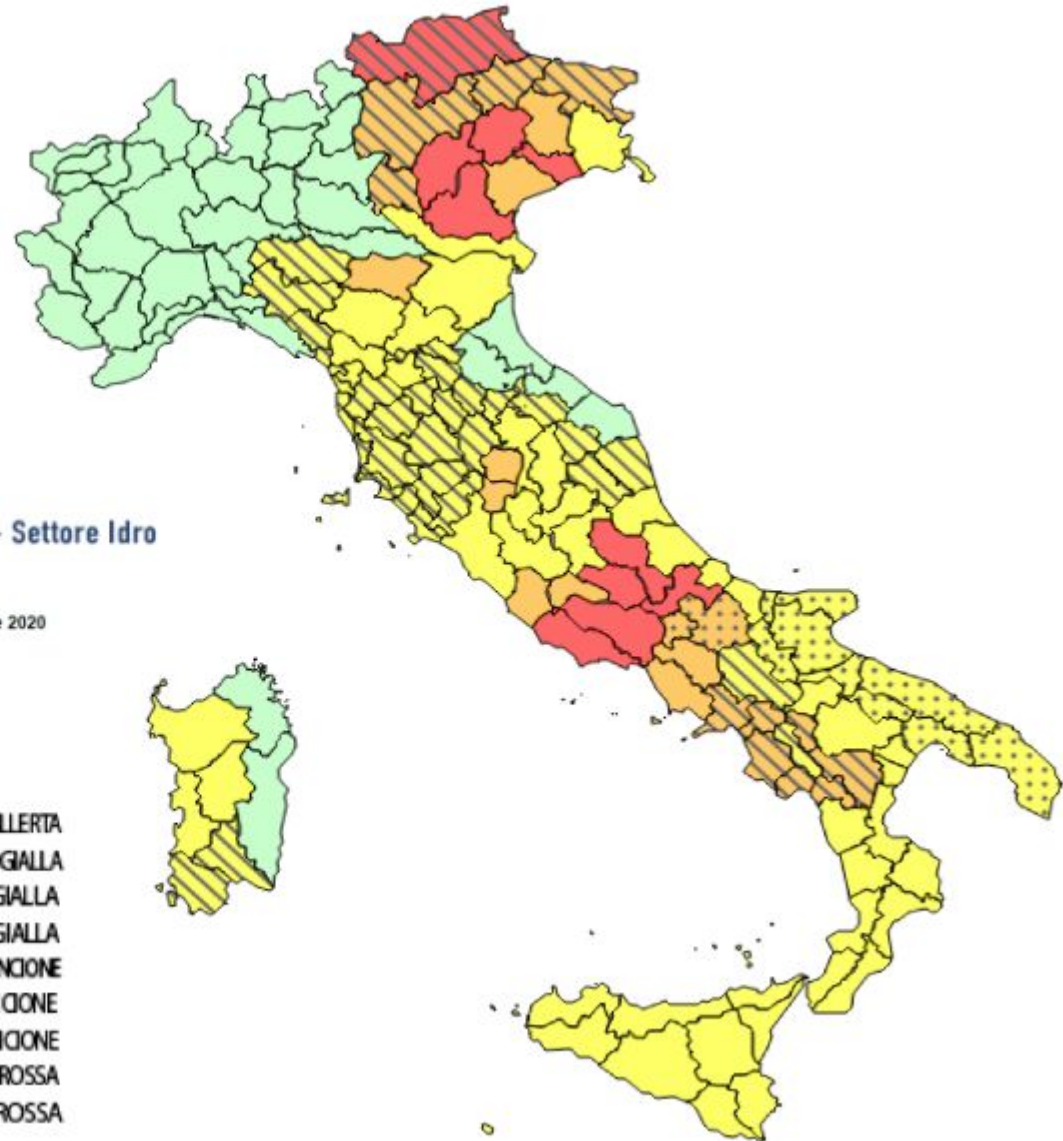 - Settore Idro
e 2020
LLERTA
GIALLA
GIALLA
GIALLA
NCIONE
CIONE
ICIONE
ROSSA
ROSSA